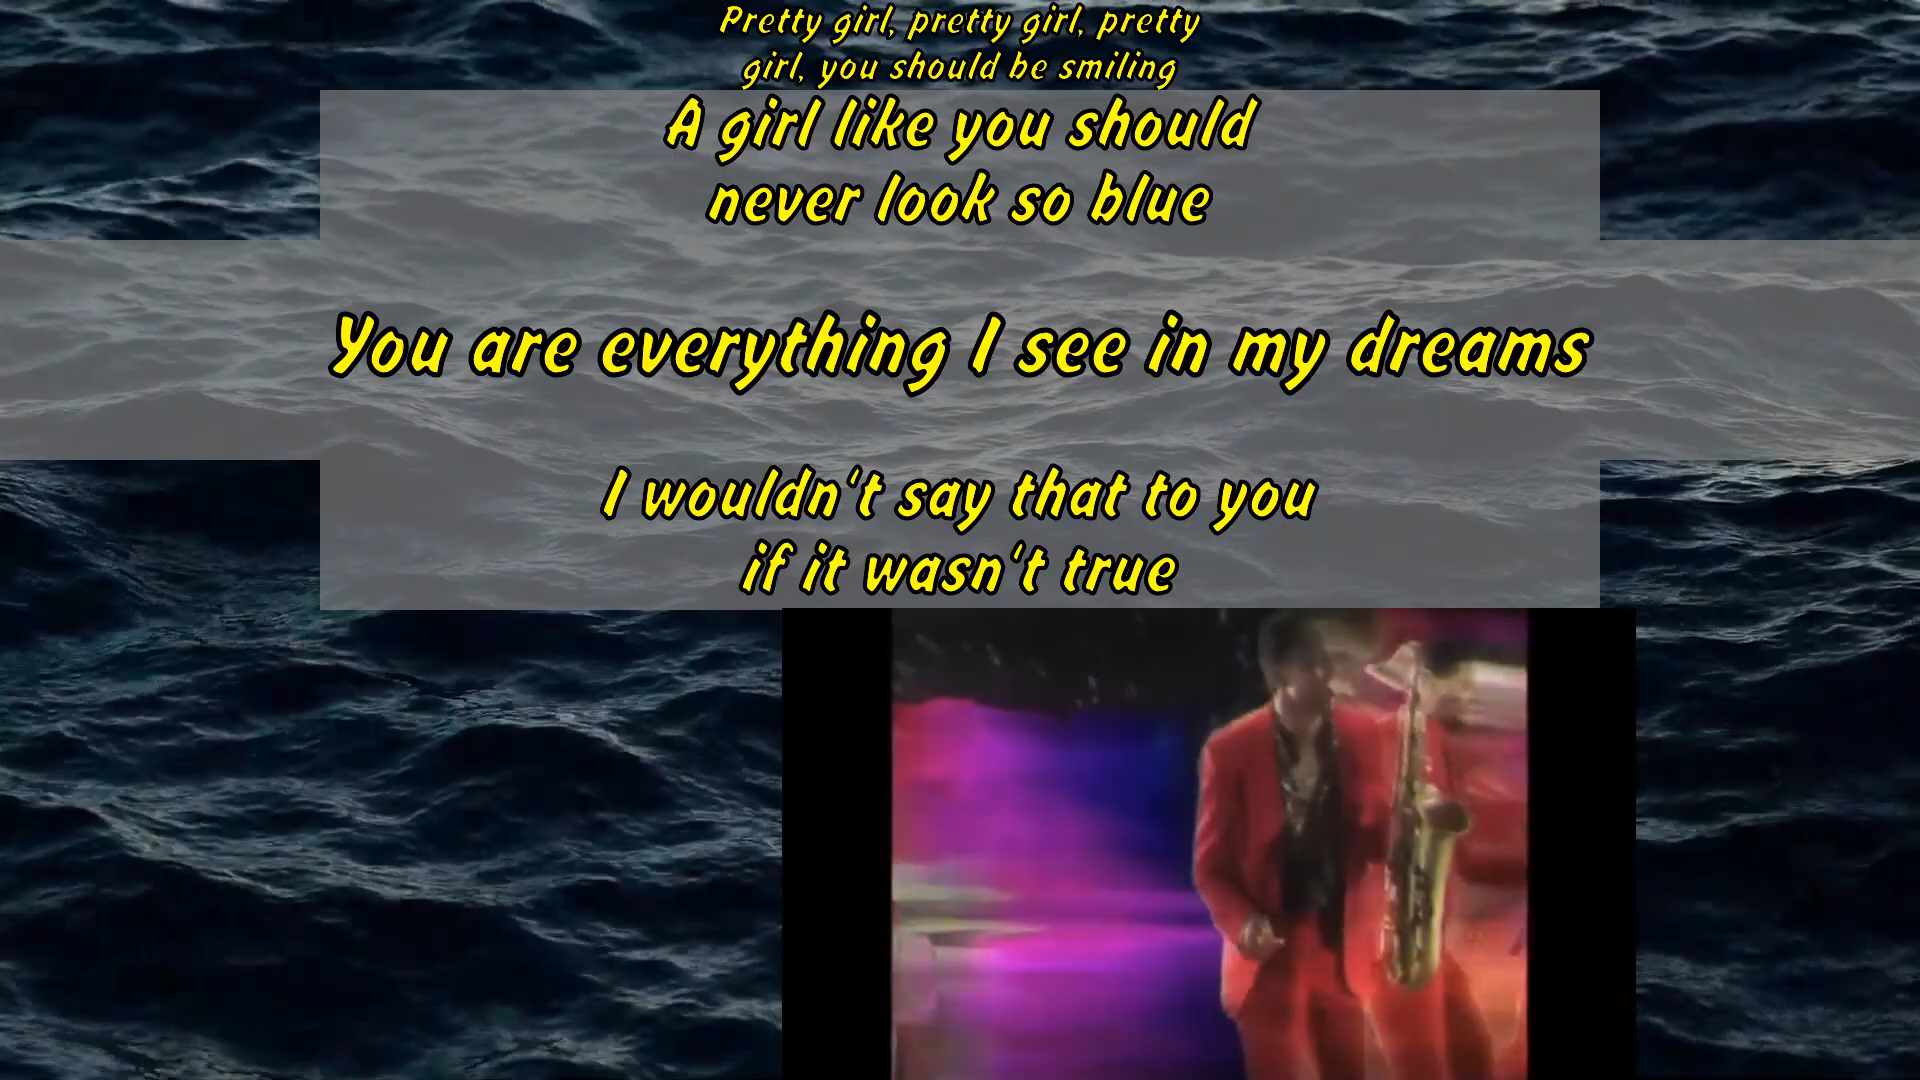 Pretty girl, pretty girl, pretty
girl, you should be smiling
A girl like you should
never look so blue
You are everything I see in my dreams
I wouldn't say that to you
if it wasn't true